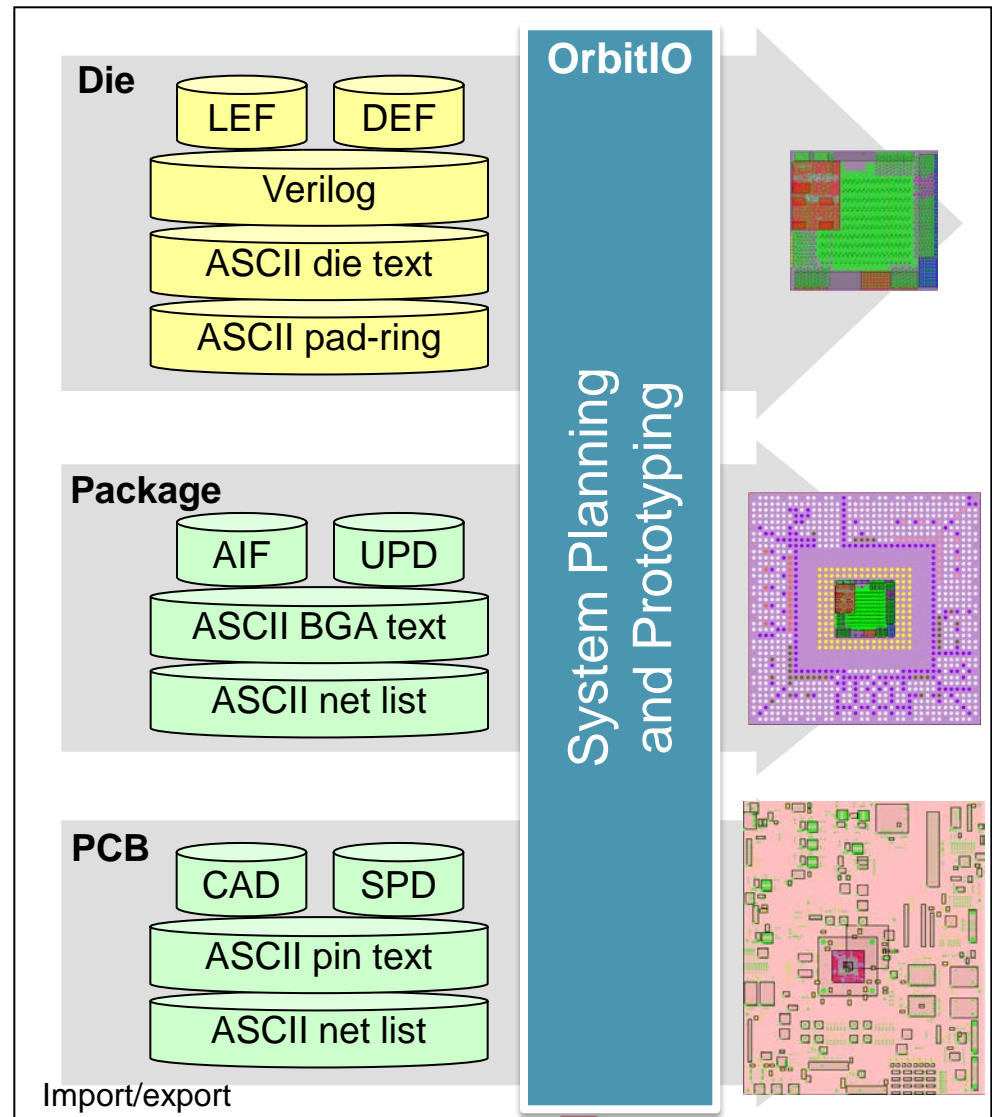 Die
LEF
DEF
Verilog
ASCII die text
ASCII pad-ring
OrbitIO
System Planning
and Prototyping
Package
AIF
UPD
ASCII BGA text
ASCII net list
PCB
CAD
SPD
ASCII pin text
ASCII net list
Import/export